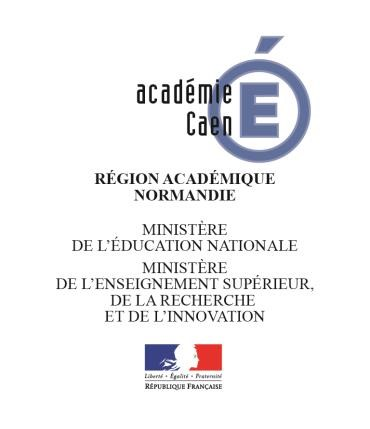 académie
Caen
É
RÉGION ACADÉMIQUE
NORMANDIE
MINISTÈRE
DE L'ÉDUCATION NATIONALE
MINISTÈRE
DE L'ENSEIGNEMENT SUPÉRIEUR,
DE LA RECHERCHE
ET DE L'INNOVATION
Liberté • Égalité • Fraternité
RÉPUBLIQUE FRANÇAISE